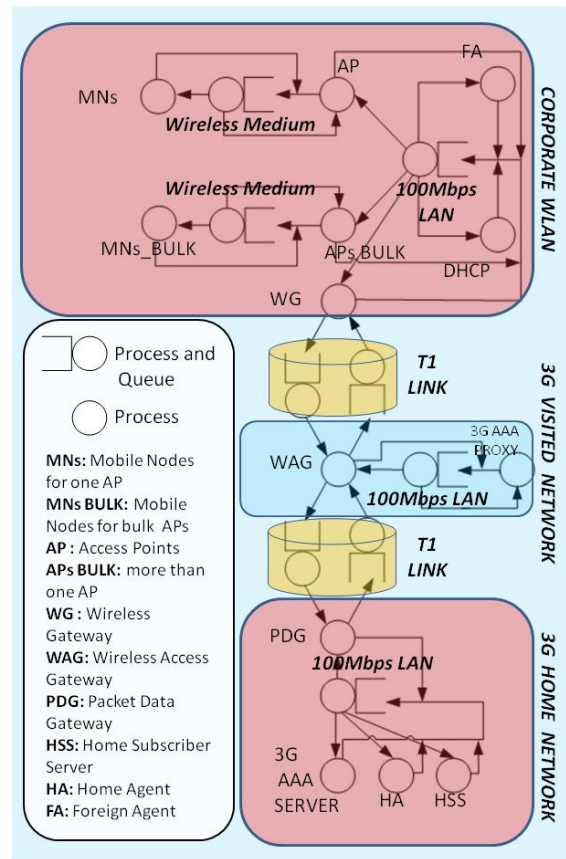 FA
AP
MNs
Wireless Medium
CORPORATE WLAN
Wireless Medium
100Mbps
LAN
MNs_BULK
APs BULK
DHCP
WG
T1
LINK
Process and
Queue
Process
MNs: Mobile Nodes
for one AP
MNs BULK: Mobile
Nodes for bulk APs
AP : Access Points
APs BULK: more than
one AP
WG : Wireless
Gateway
WAG: Wireless Access
Gateway
PDG: Packet Data
Gateway
HSS: Home Subscriber
Server
HA: Home Agent
FA: Foreign Agent
3G AAA
PROXY
WAG
100Mbps LAN
3G VISITED NETWORK
T1
LINK
PDG
100Mbps LAN
3G
AAA
SERVER
HA
HSS
3G HOME NETWORK